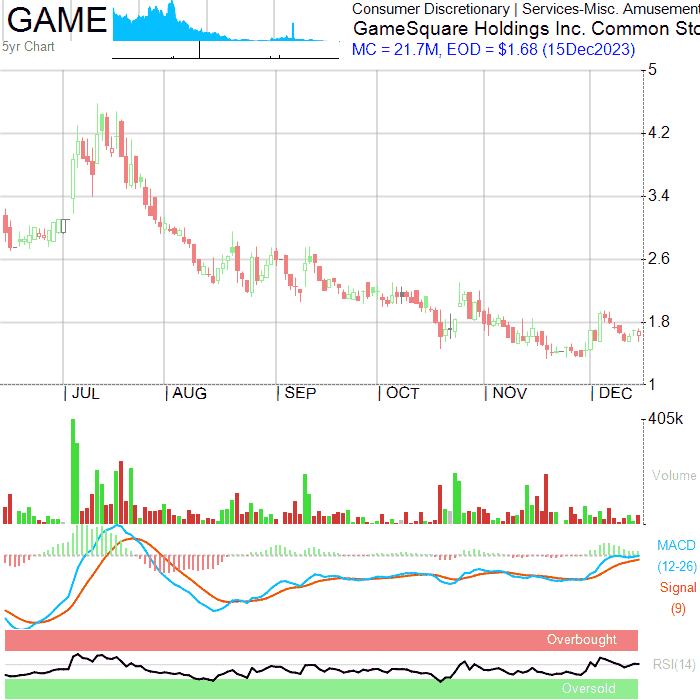 GAME
5yr Chart
Consumer Discretionary | Services-Misc. Amusement
GameSquare Holdings Inc. Common Sto
MC = 21.7M, EOD = $1.68 (15Dec2023)
5
4.2
3.4
2.6
1.8
1
| JUL | AUG | SEP | OCT | NOV | DEC
405k
Volume
MACD
(12-26)
Signal
(9)
Overbought
RSI(14)
Oversold